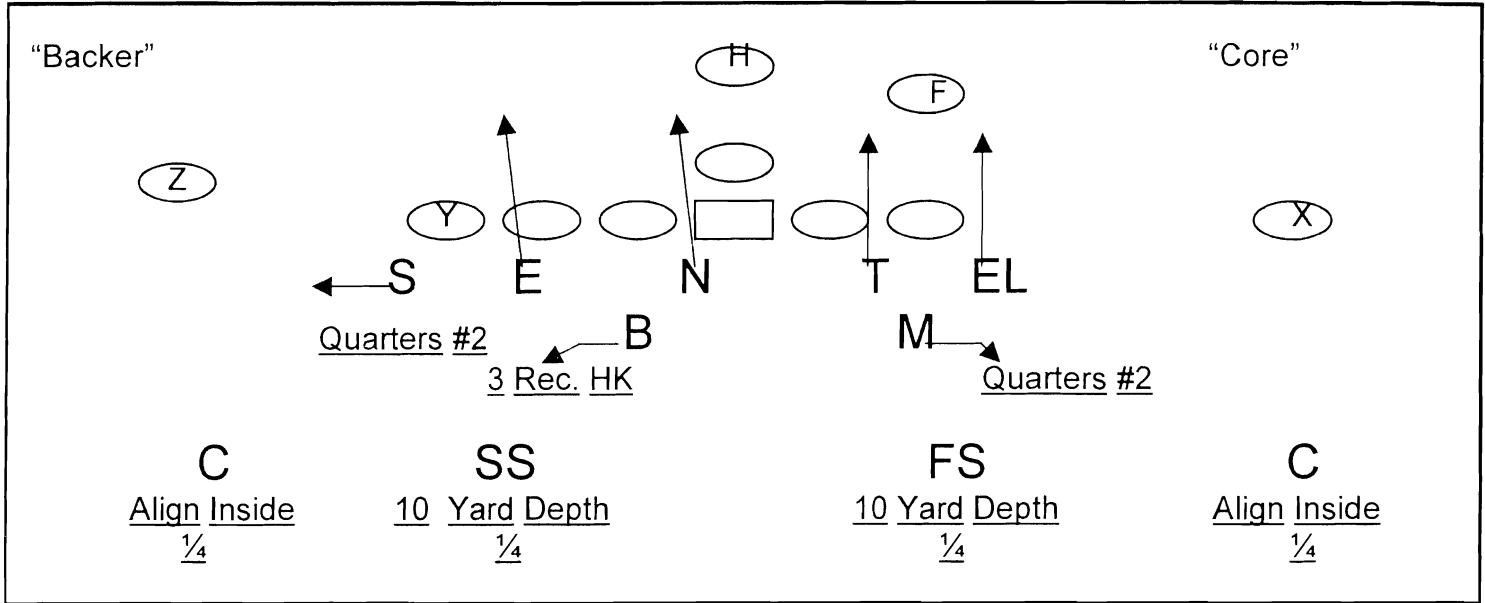 “Backer” H “Core”
F
Z
Y X
S E N T EL
Quarters #2 B M
3 Rec. HK Quarters #2
C SS FS C
Align Inside 10 Yard Depth 10 Yard Depth Align Inside
¼ ¼ ¼ ¼